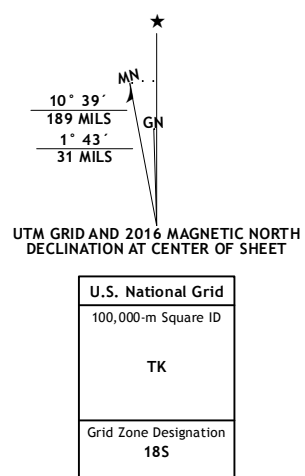 MN
10° 39´
189 MILS
GN
1° 43´
31 MILS
UTM GRID AND 2016 MAGNETIC NORTH
DECLINATION AT CENTER OF SHEET
U.S. National Grid
100,000-m Square ID
TK
Grid Zone Designation
18S